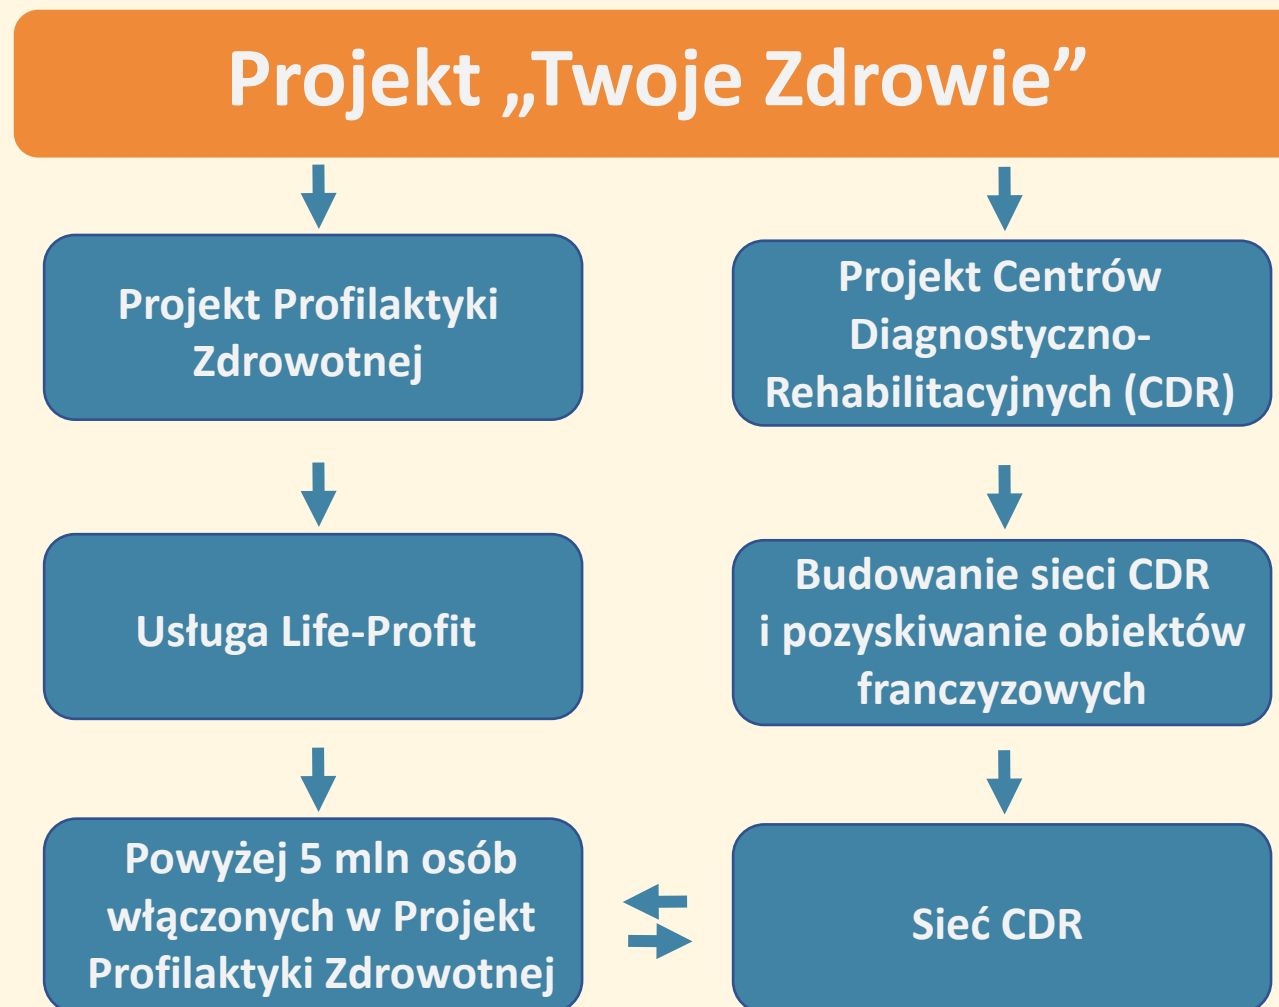 Projekt „Twoje Zdrowie”
Projekt Profilaktyki
Zdrowotnej
Projekt Centrów
Diagnostyczno-
Rehabilitacyjnych (CDR)
Usługa Life-Profit
Budowanie sieci CDR
i pozyskiwanie obiektów
franczyzowych
Powyżej 5 mln osób
włączonych w Projekt
Profilaktyki Zdrowotnej
Sieć CDR